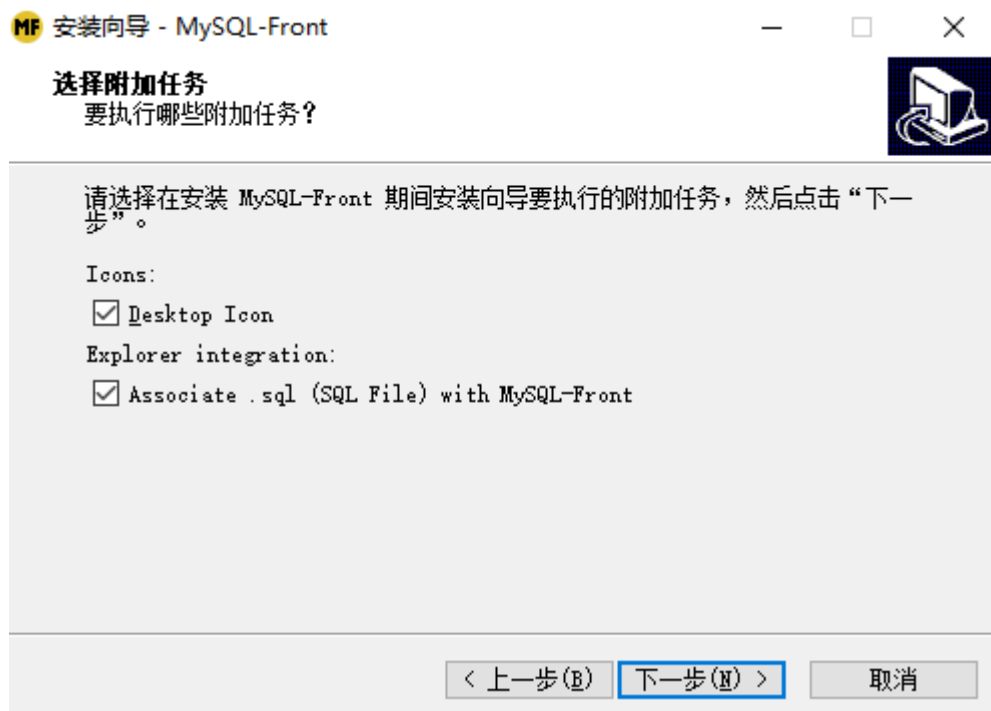 MF 安装向导 - MySQL-Front
选择附加任务
要执行哪些附加任务?
请选择在安装 MySQL-Front 期间安装向导要执行的附加任务，然后点击“下一
步”。
Icons:
Desktop Icon
Explorer integration:
Associate .sql (SQL File) with MySQL-Front
< 上一步(B) 下一步(N) > 取消